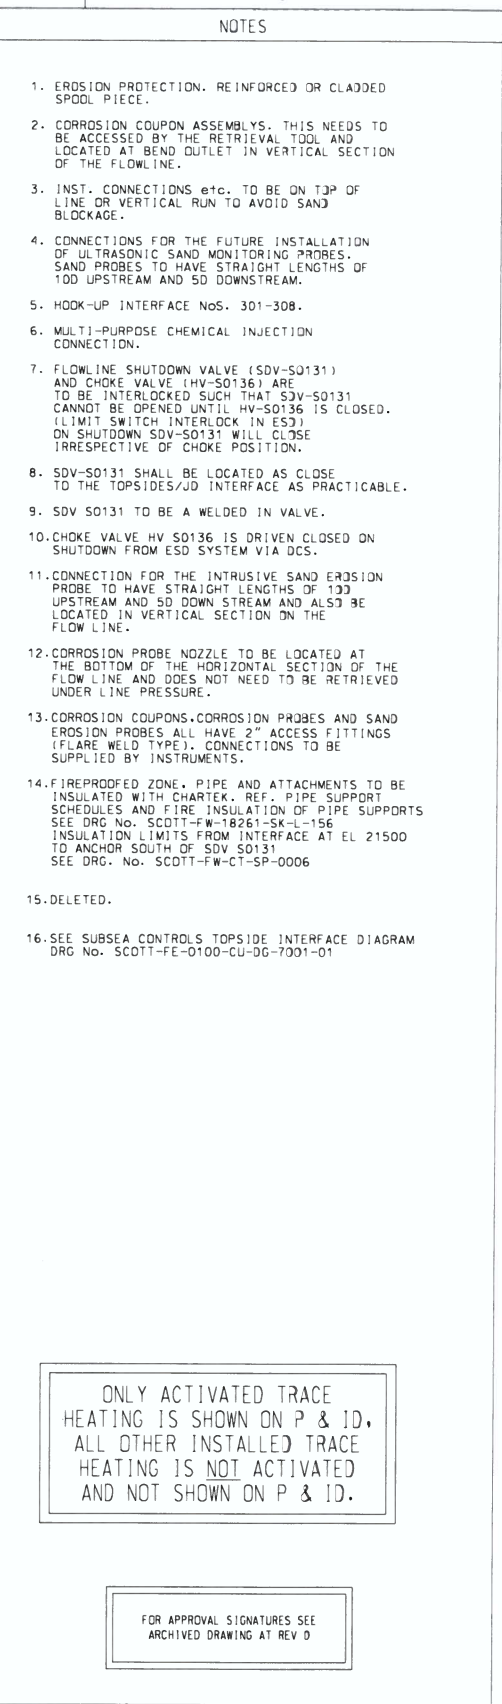 NOTES
1. EROSION PROTECTION. REINFORCED OR CLADDED
SPOOL PIECE.
2. CORROSION COUPON ASSEMBLYS. THIS NEEDS TO
BE ACCESSED BY THE RETRIEVAL TOOL AND
LOCATED AT BEND OUTLET IN VERTICAL SECTION
OF THE FLOWLINE.
3. INST. CONNECTIONS etc. TO BE ON TOP OF
LINE OR VERTICAL RUN TO AVOID SAND
BLOCKAGE.
4. CONNECTIONS FOR THE FUTURE INSTALLATION
OF ULTRASONIC SAND MONITORING PROBES.
SAND PROBES TO HAVE STRAIGHT LENGTHS OF
10D UPSTREAM AND 5D DOWNSTREAM.
5. HOOK-UP INTERFACE NoS. 301-308.
6. MULTI-PURPOSE CHEMICAL INJECTION
CONNECTION.
7. FLOWLINE SHUTDOWN VALVE (SDV-S0131)
AND CHOKE VALVE (HV-S0136) ARE
TO BE INTERLOCKED SUCH THAT SDV-S0131
CANNOT BE OPENED UNTIL HV-S0136 IS CLOSED.
(LIMIT SWITCH INTERLOCK IN ESD)
ON SHUTDOWN SDV-S0131 WILL CLOSE
IRRESPECTIVE OF CHOKE POSITION.
8. SDV-S0131 SHALL BE LOCATED AS CLOSE
TO THE TOPSIDES/JD INTERFACE AS PRACTICABLE.
9. SDV S0131 TO BE A WELDED IN VALVE.
10. CHOKE VALVE HV S0136 IS DRIVEN CLOSED ON
SHUTDOWN FROM ESD SYSTEM VIA DCS.
11. CONNECTION FOR THE INTRUSIVE SAND EROSION
PROBE TO HAVE STRAIGHT LENGTHS OF 10D
UPSTREAM AND 5D DOWN STREAM AND ALSO BE
LOCATED IN VERTICAL SECTION ON THE
FLOW LINE.
12. CORROSION PROBE NOZZLE TO BE LOCATED AT
THE BOTTOM OF THE HORIZONTAL SECTION OF THE
FLOW LINE AND DOES NOT NEED TO BE RETRIEVED
UNDER LINE PRESSURE.
13. CORROSION COUPONS, CORROSION PROBES AND SAND
EROSION PROBES ALL HAVE 2" ACCESS FITTINGS
(FLARE WELD TYPE). CONNECTIONS TO BE
SUPPLIED BY INSTRUMENTS.
14. FIREPROOFED ZONE. PIPE AND ATTACHMENTS TO BE
INSULATED WITH CHARTEK. REF. PIPE SUPPORT
SCHEDULES AND FIRE INSULATION OF PIPE SUPPORTS
SEE DRG No. SCOTT-FW-18261-SK-L-156
INSULATION LIMITS FROM INTERFACE AT EL 21500
TO ANCHOR SOUTH OF SDV S0131
SEE DRG. No. SCOTT-FW-CT-SP-0006
15. DELETED.
16. SEE SUBSEA CONTROLS TOPSIDE INTERFACE DIAGRAM
DRG No. SCOTT-FE-0100-CU-DG-7001-01
ONLY ACTIVATED TRACE
HEATING IS SHOWN ON P & ID,
ALL OTHER INSTALLED TRACE
HEATING IS NOT ACTIVATED
AND NOT SHOWN ON P & ID.
FOR APPROVAL SIGNATURES SEE
ARCHIVED DRAWING AT REV 0